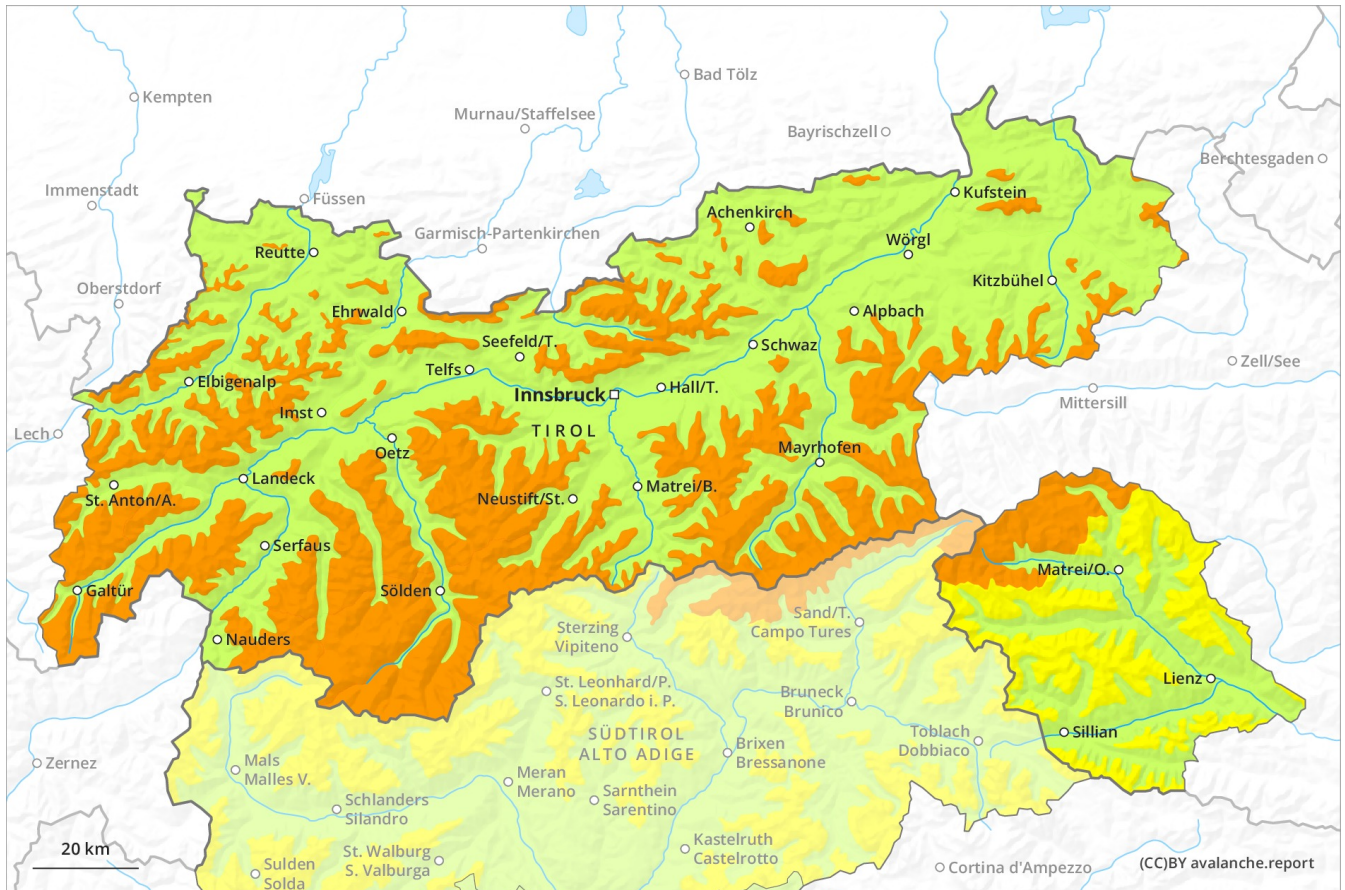 Bad Tölz
Kempten
Murnau/Staffelsee
Bayrischzell
Berchtesgaden
Immenstadt
Füssen
Kufstein
Achenkirch
Garmisch-Partenkirchen
Wörgl
Reutte
Kitzbühel
Oberstdorf
Ehrwald
Alpbach
Seefeld/T.
Schwaz
Zell/See
Telfs
Elbigenalp
Hall/T.
Innsbruck
Mittersill
Imst
TIROL
Lech
Oetz
Mayrhofen
Landeck
Matrei/B.
St. Anton/A.
Neustift/St.
Serfaus
Matrei/O.
Galtür
Sölden
Sand/T.
Campo Tures
Sterzing
Vipiteno
Nauders
Lienz
St. Leonhard/P.
S. Leonardo i. P.
Bruneck
Brunico
SÜDTIROL
ALTO ADIGE
Toblach
Dobbiaco
Sillian
Brixen
Bressanone
Zernez
Mals
Malles V.
Meran
Merano
Sarnthein
Sarentino
Schlanders
Silandro
Kastelruth
Castelrotto
20 km
St. Walburg
S. Valburga
Sulden
Solda
Cortina d'Ampezzo
(CC)BY avalanche.report